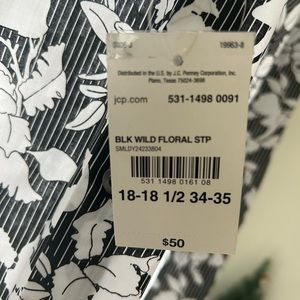 19963-8
Distributed in the U.S. by J.C. Penney Corporation, Inc.
Plano, Texas 75024-3698
jcp.com 531-1498 0091
BLK WILD FLORAL STP
SMLDY24233804
531 1498 0161 08
18-18 1/2 34-35
$50